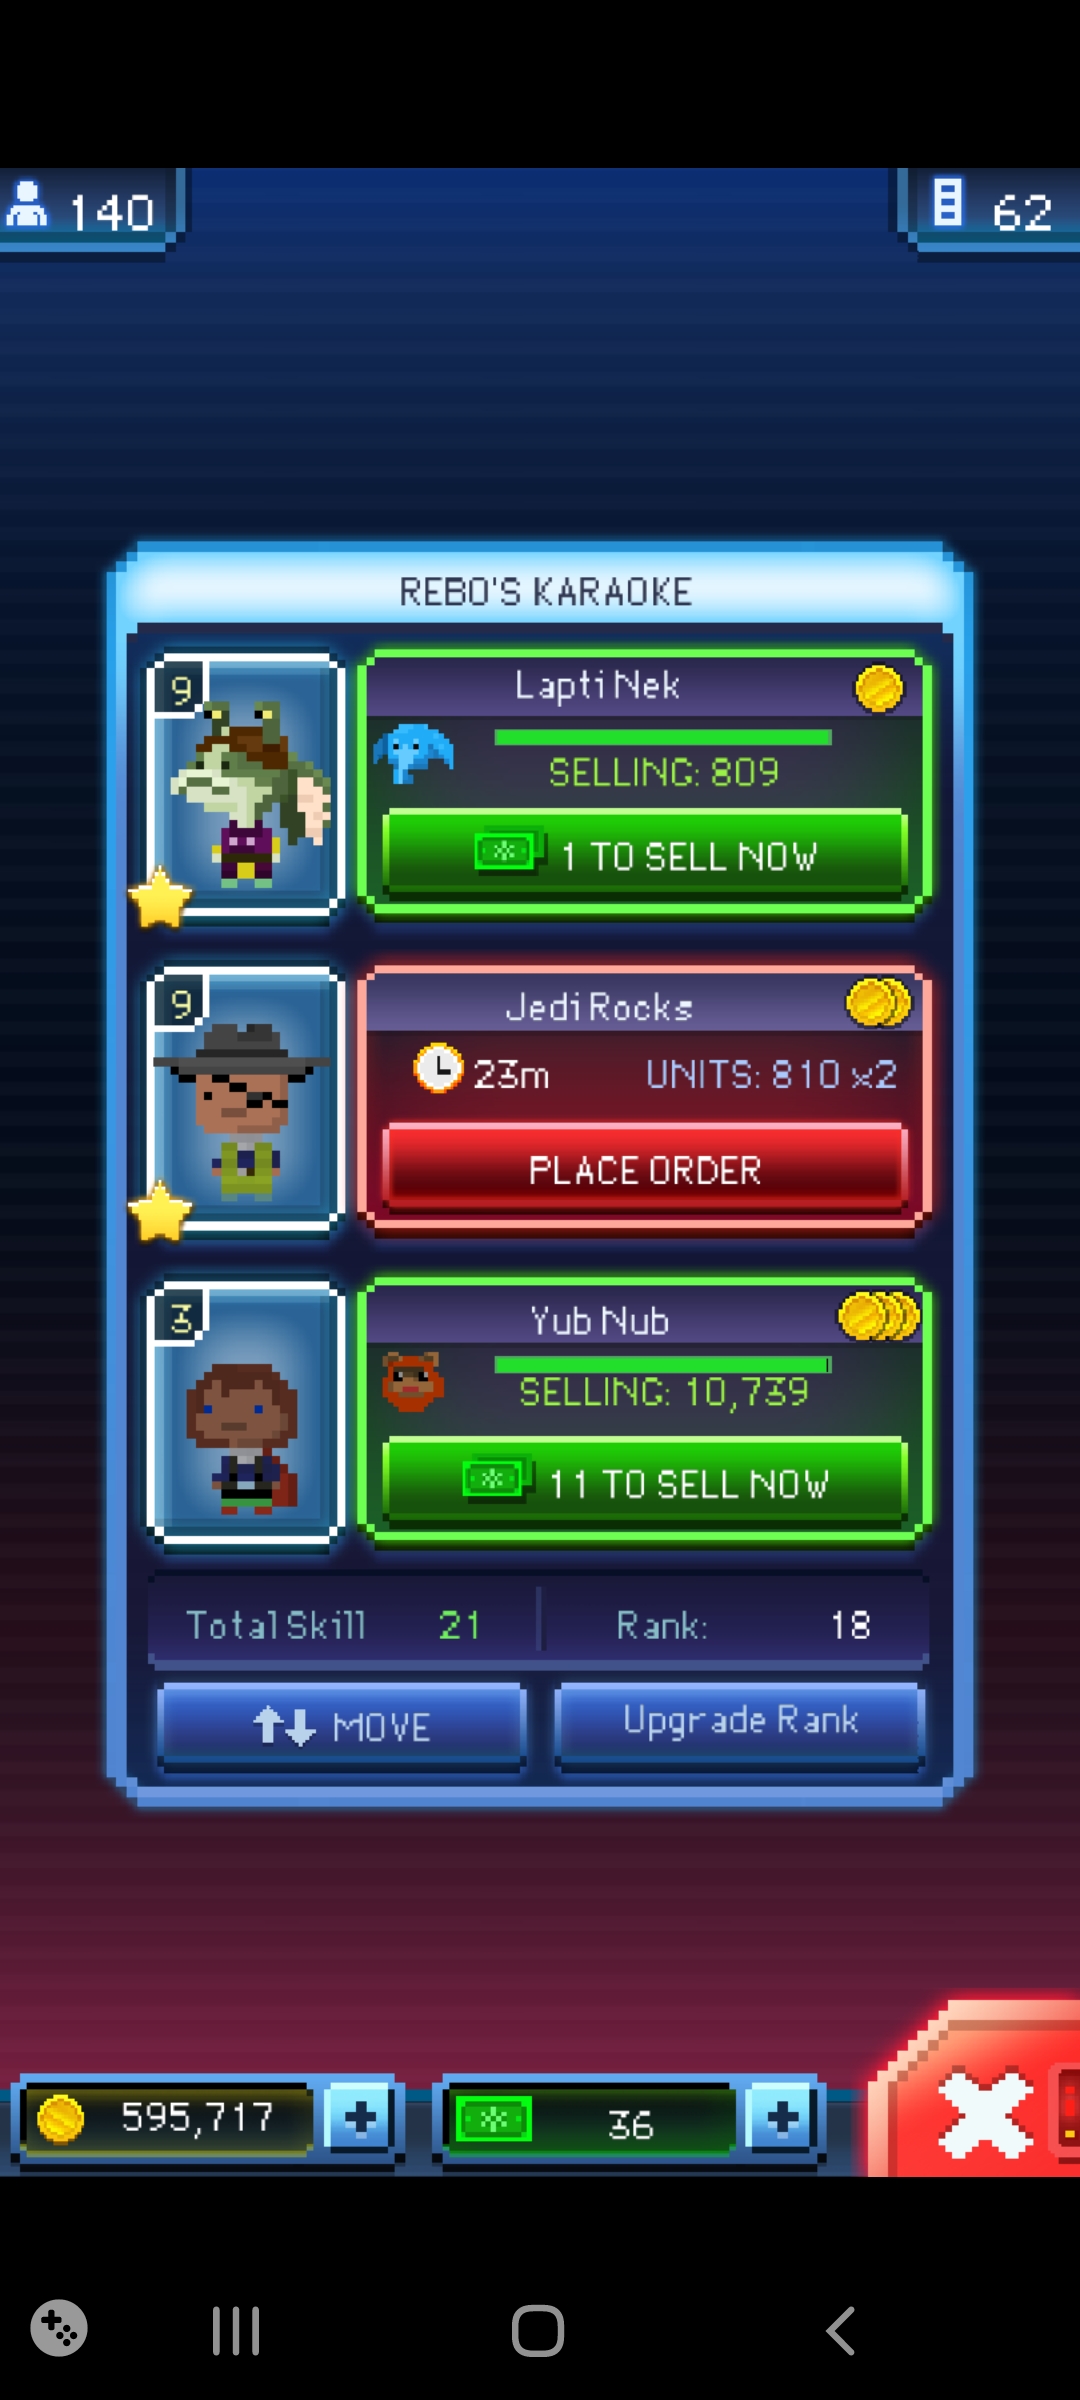 140
62
REBO'S KARAOKE
9
Lapti Nek
SELLING: 809
1 TO SELL NOW
9
Jedi Rocks
23m UNITS: 810 x2
PLACE ORDER
3
Yub Nub
SELLING: 10,739
11 TO SELL NOW
Total Skill 21 Rank: 18
MOVE Upgrade Rank
595,717 + 36 +